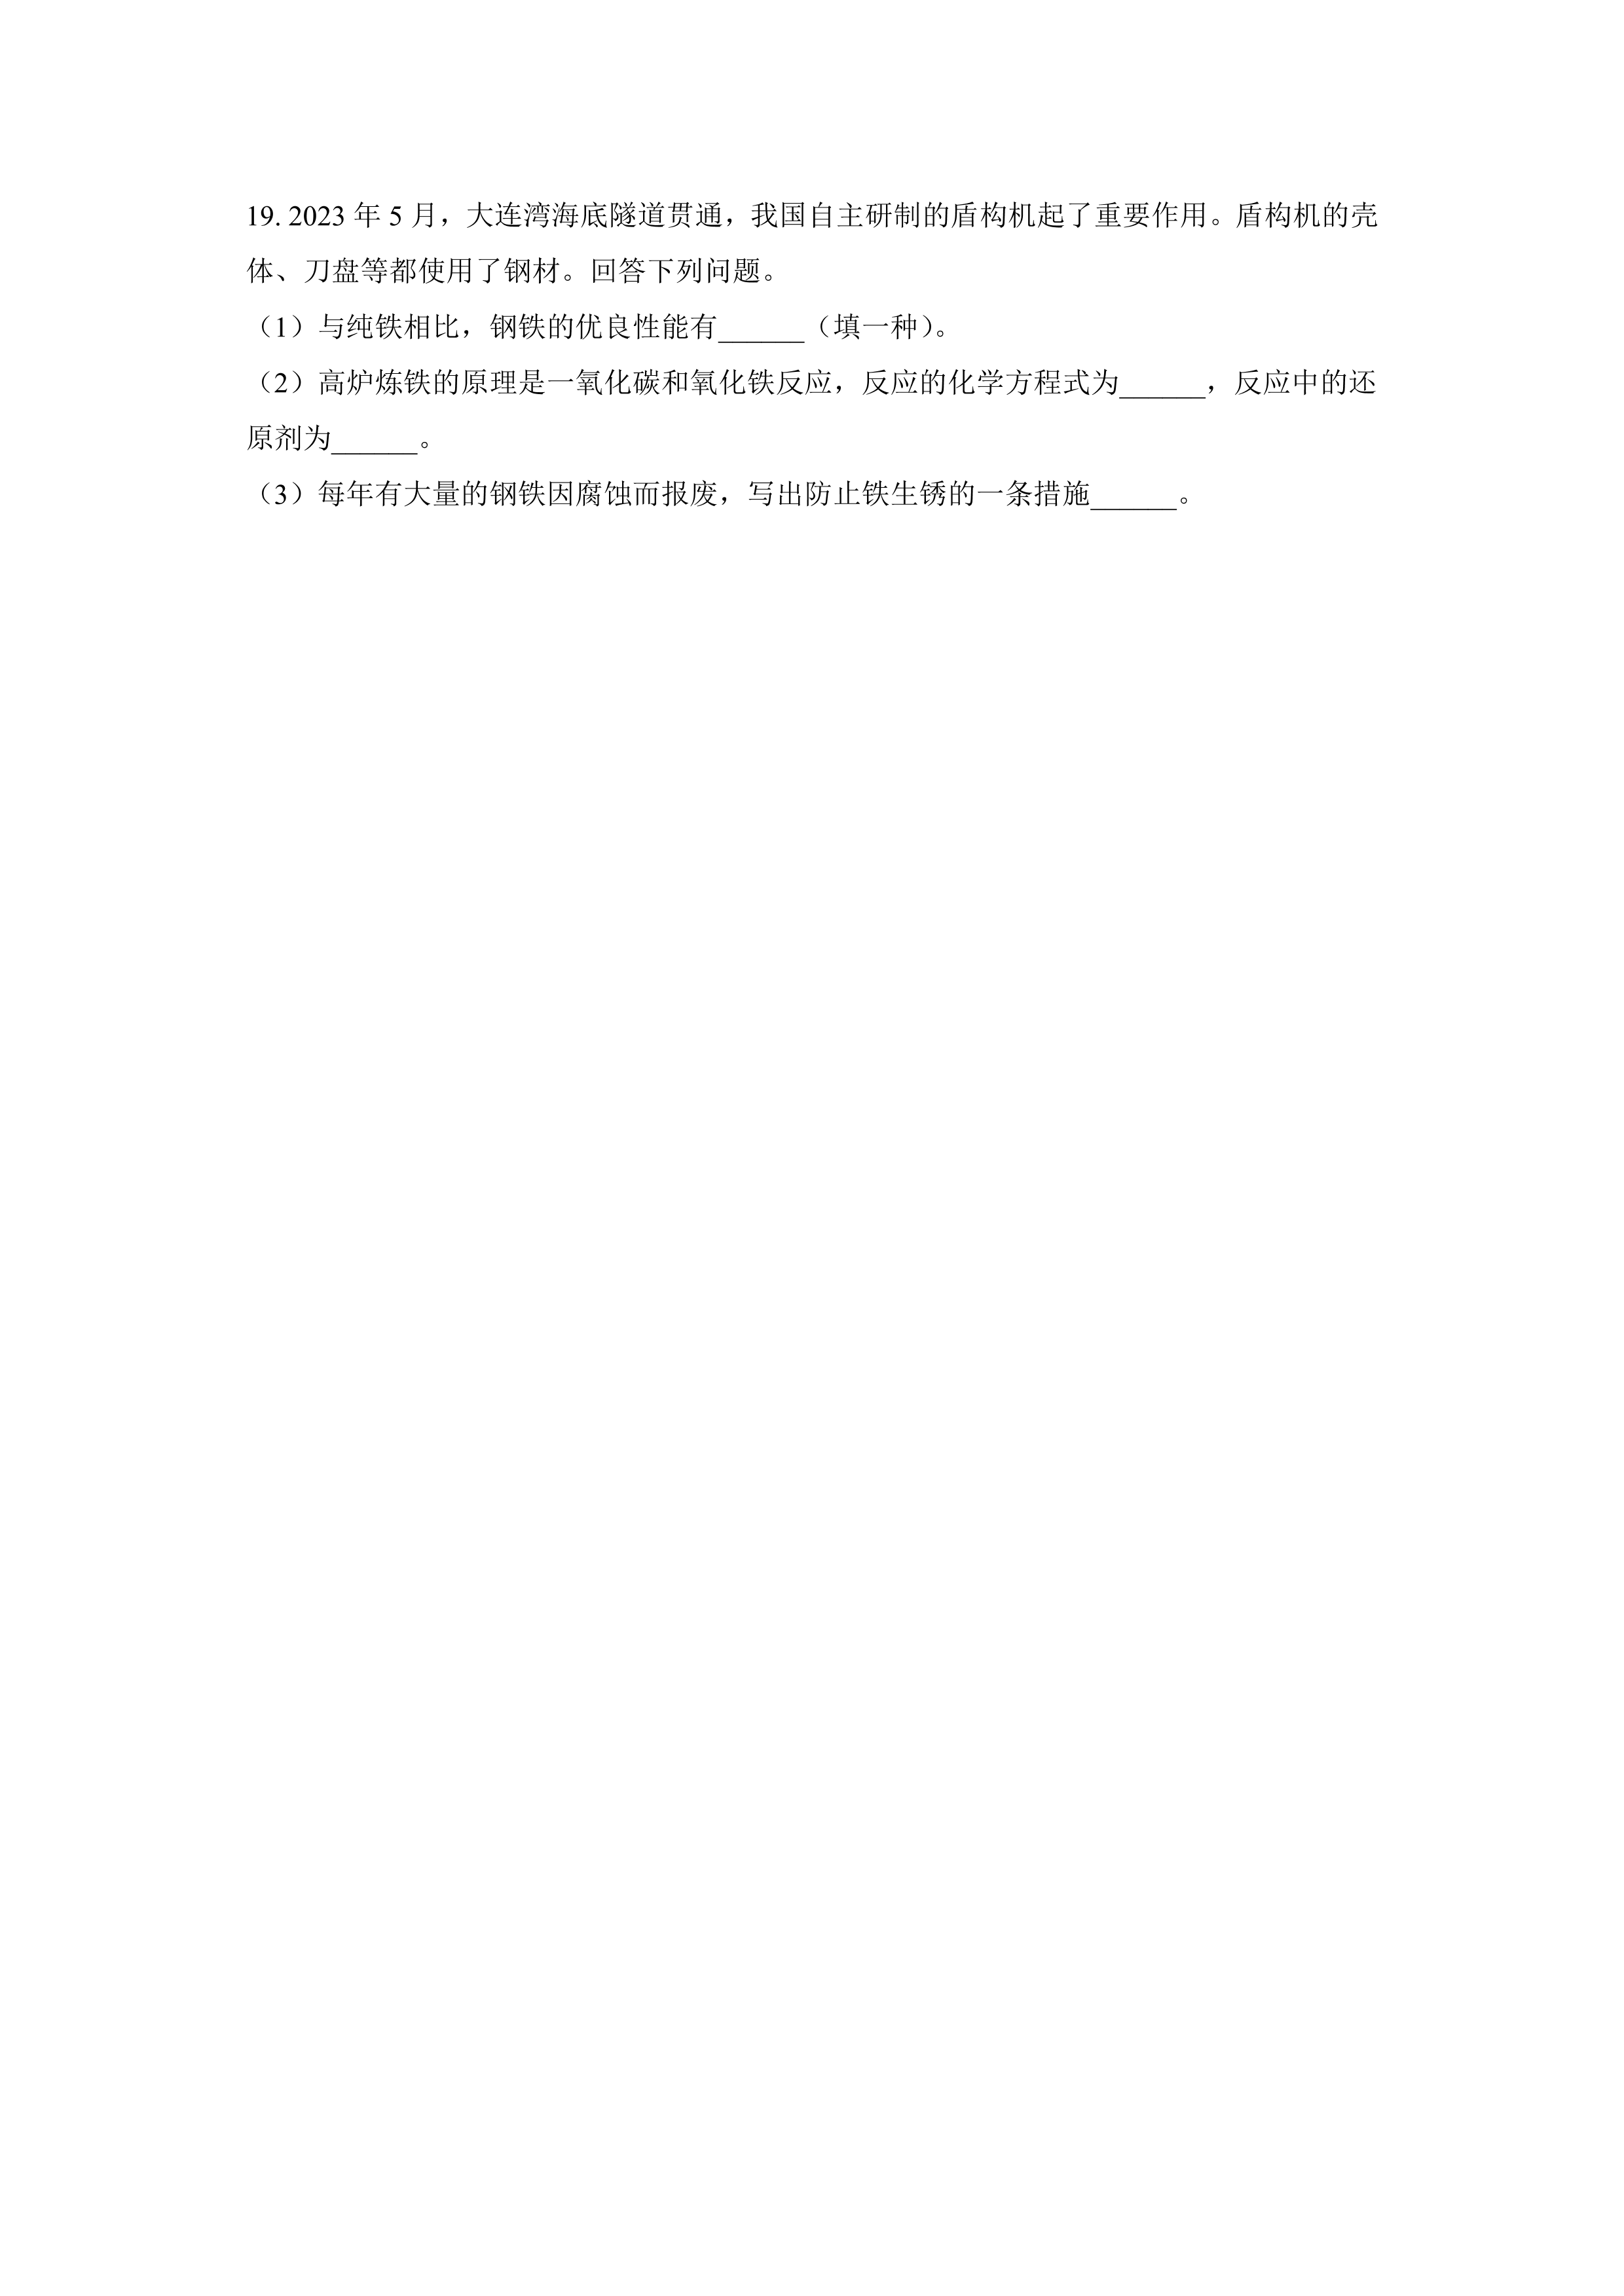 19. 2023 年 5 月，大连湾海底隧道贯通，我国自主研制的盾构机起了重要作用。盾构机的壳
体、刀盘等都使用了钢材。回答下列问题。
（1）与纯铁相比，钢铁的优良性能有______（填一种）。
（2）高炉炼铁的原理是一氧化碳和氧化铁反应，反应的化学方程式为______，反应中的还
原剂为______。
（3）每年有大量的钢铁因腐蚀而报废，写出防止铁生锈的一条措施______。